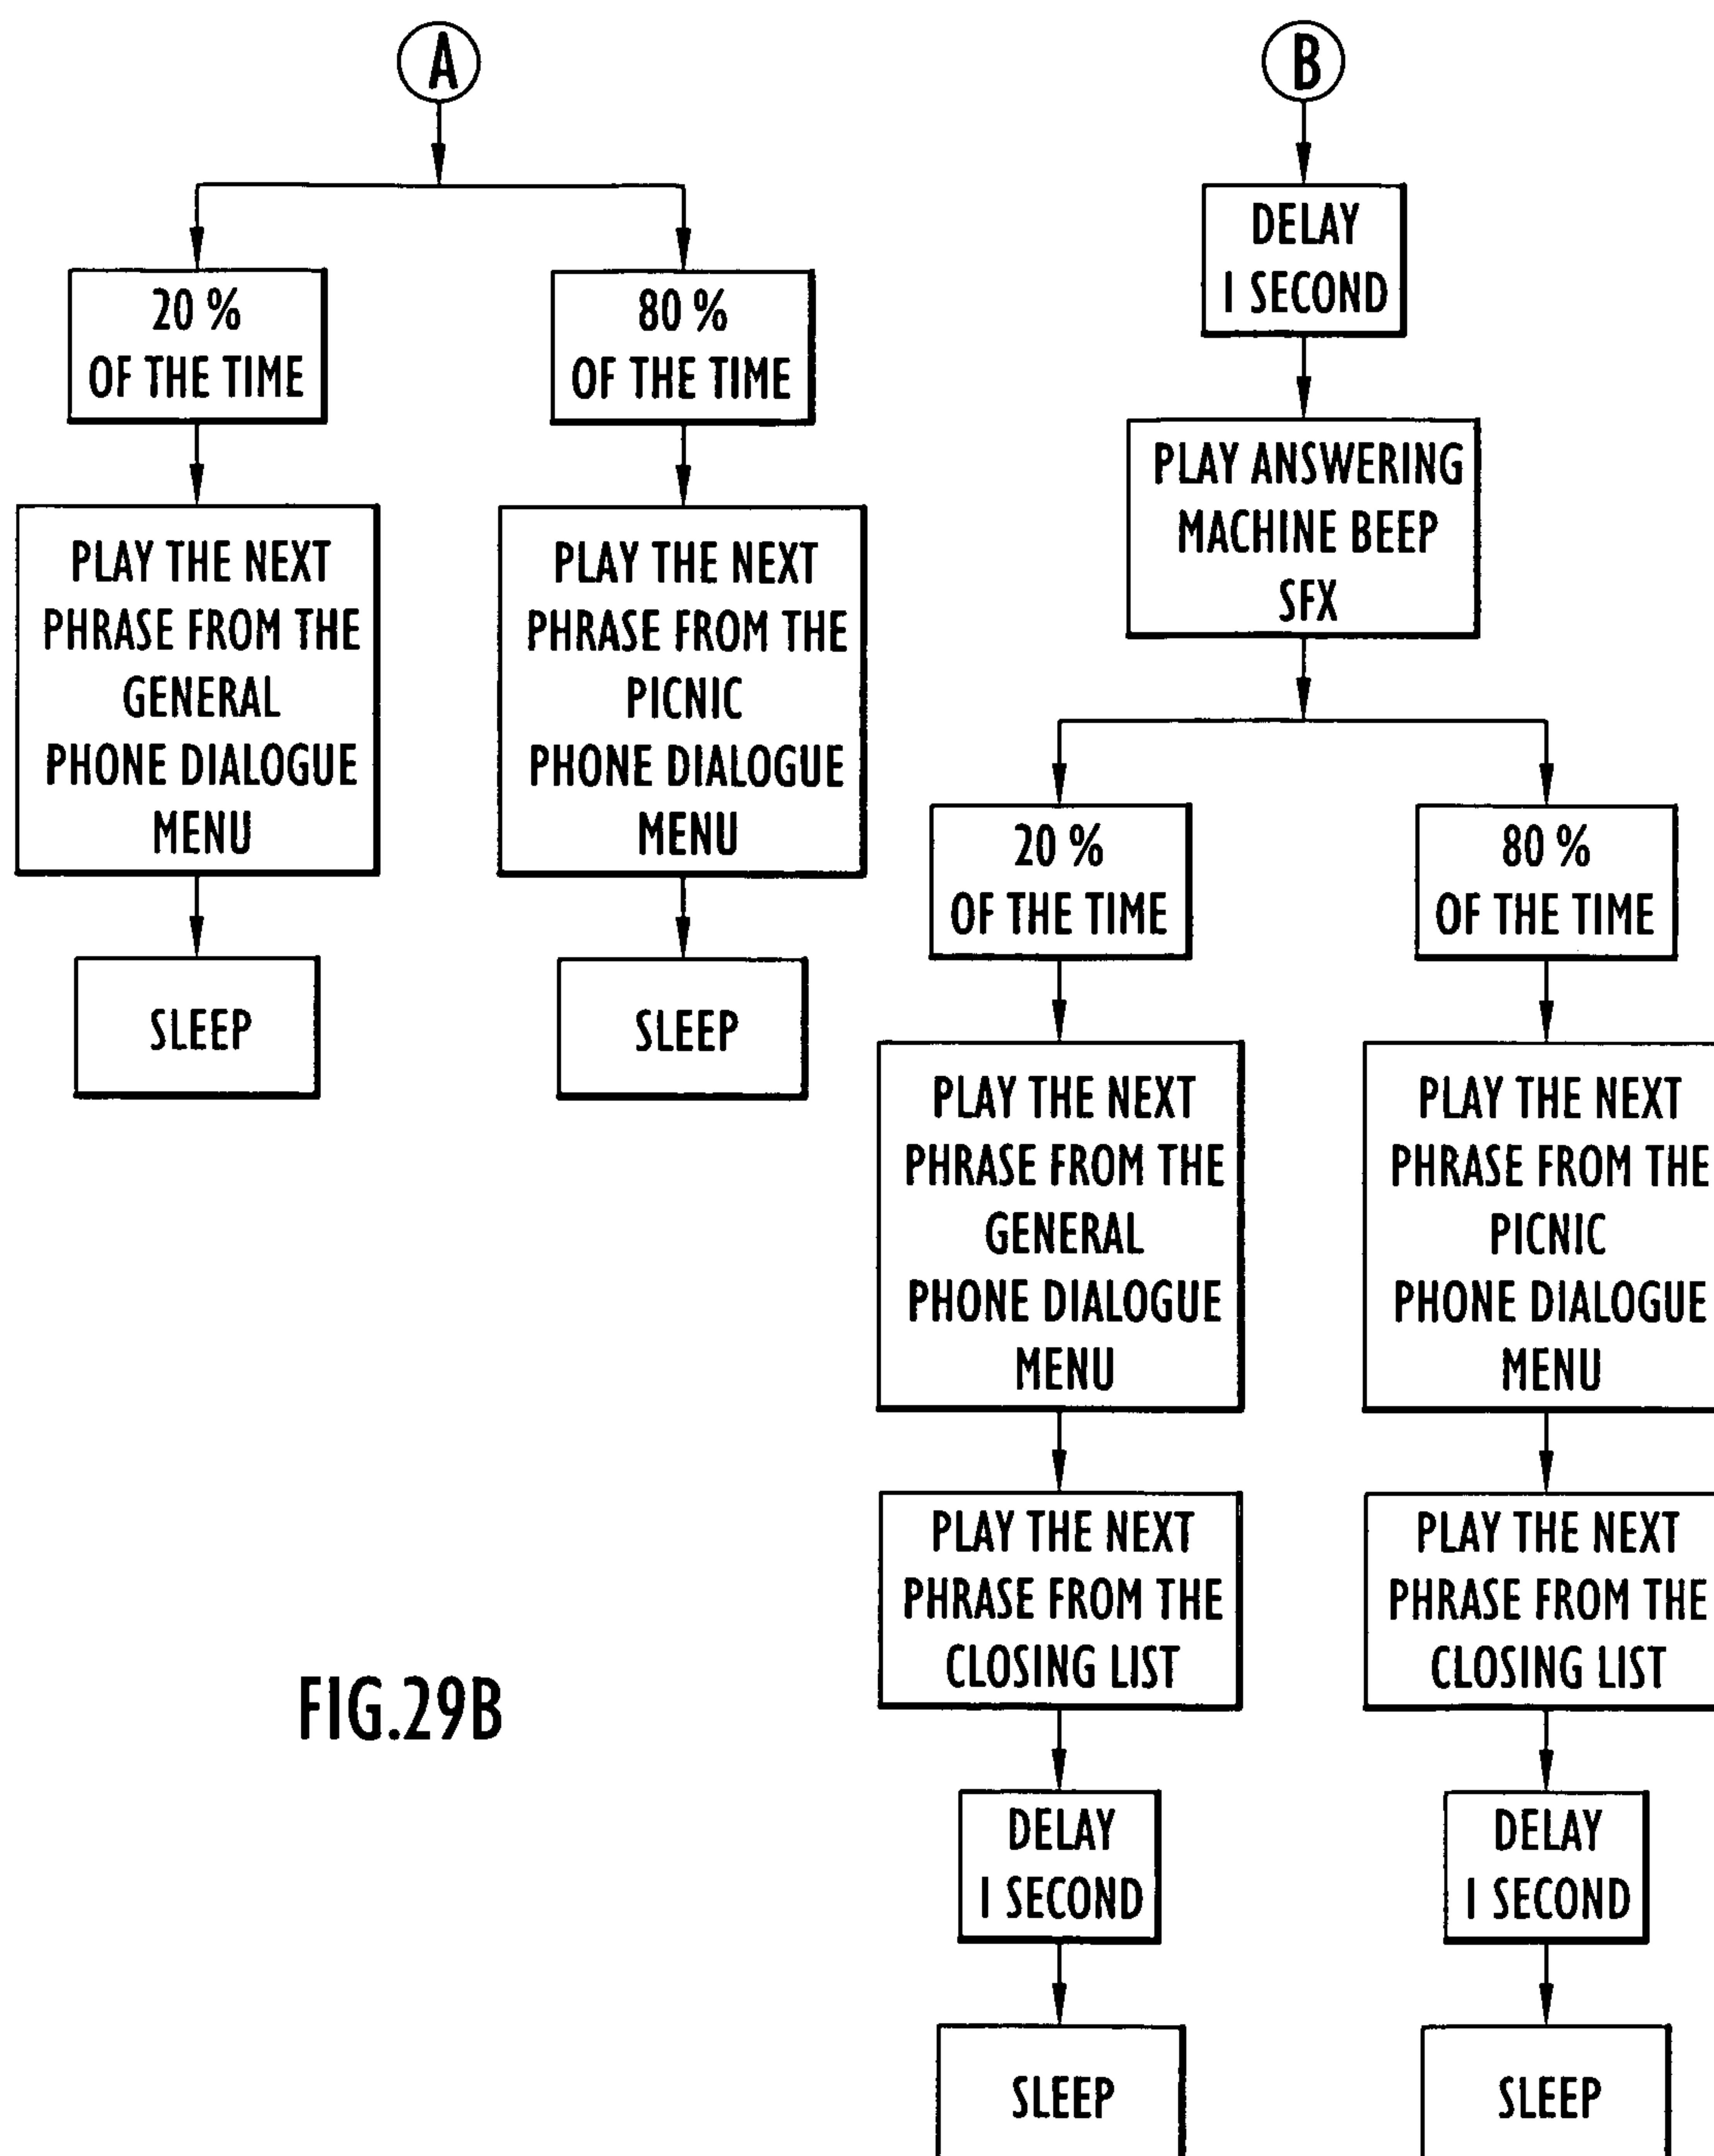 A
20 %
OF THE TIME
PLAY THE NEXT
PHRASE FROM THE
GENERAL
PHONE DIALOGUE
MENU
SLEEP
80 %
OF THE TIME
PLAY THE NEXT
PHRASE FROM THE
PICNIC
PHONE DIALOGUE
MENU
SLEEP
B
DELAY
1 SECOND
PLAY ANSWERING
MACHINE BEEP
SFX
20 %
OF THE TIME
PLAY THE NEXT
PHRASE FROM THE
GENERAL
PHONE DIALOGUE
MENU
PLAY THE NEXT
PHRASE FROM THE
CLOSING LIST
DELAY
1 SECOND
SLEEP
80 %
OF THE TIME
PLAY THE NEXT
PHRASE FROM THE
PICNIC
PHONE DIALOGUE
MENU
PLAY THE NEXT
PHRASE FROM THE
CLOSING LIST
DELAY
1 SECOND
SLEEP
FIG.29B